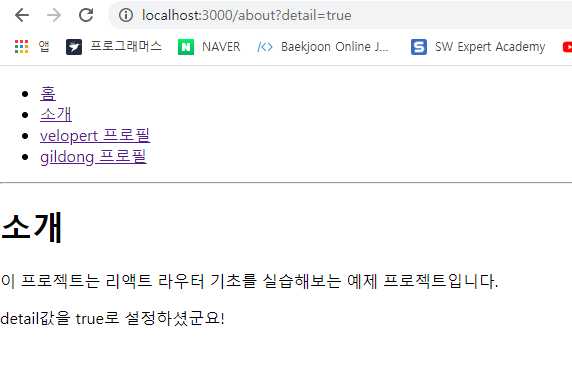 localhost:3000/about?detail=true
앱 프로그래머스 NAVER Baekjoon Online J... SW Expert Academy
홈
소개
velopert 프로필
gildong 프로필
소개
이 프로젝트는 리액트 라우터 기초를 실습해보는 예제 프로젝트입니다.
detail값을 true로 설정하셨군요!